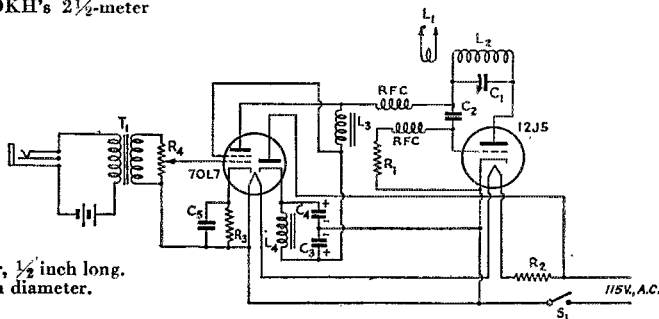 OKH's 2½-meter
L1
L2
RFC
C1
C2
12J5
T1
R4
L3
RFC
R1
70L7
C5
R3
L4
C4
+
-
-
C3
+
R2
115V., A.C.
S1
, ½ inch long.
diameter.